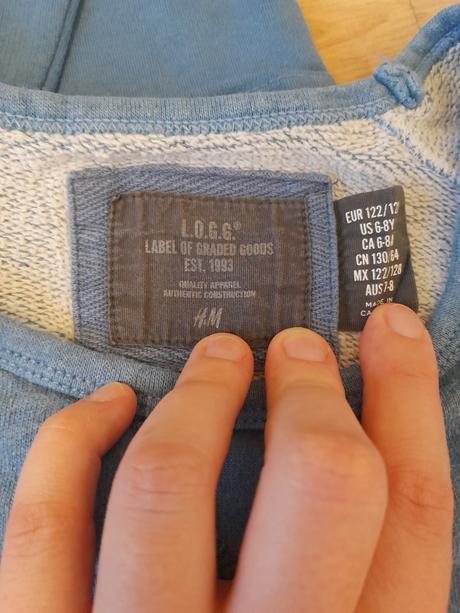 L.O.G.G.®
LABEL OF GRADED GOODS
EST. 1993
QUALITY APPAREL
AUTHENTIC CONSTRUCTION
H&M
EUR 122/12
US 6-8Y
CA 6-8
CN 130/64
MX 122/128
AUS 7-8
MADE IN